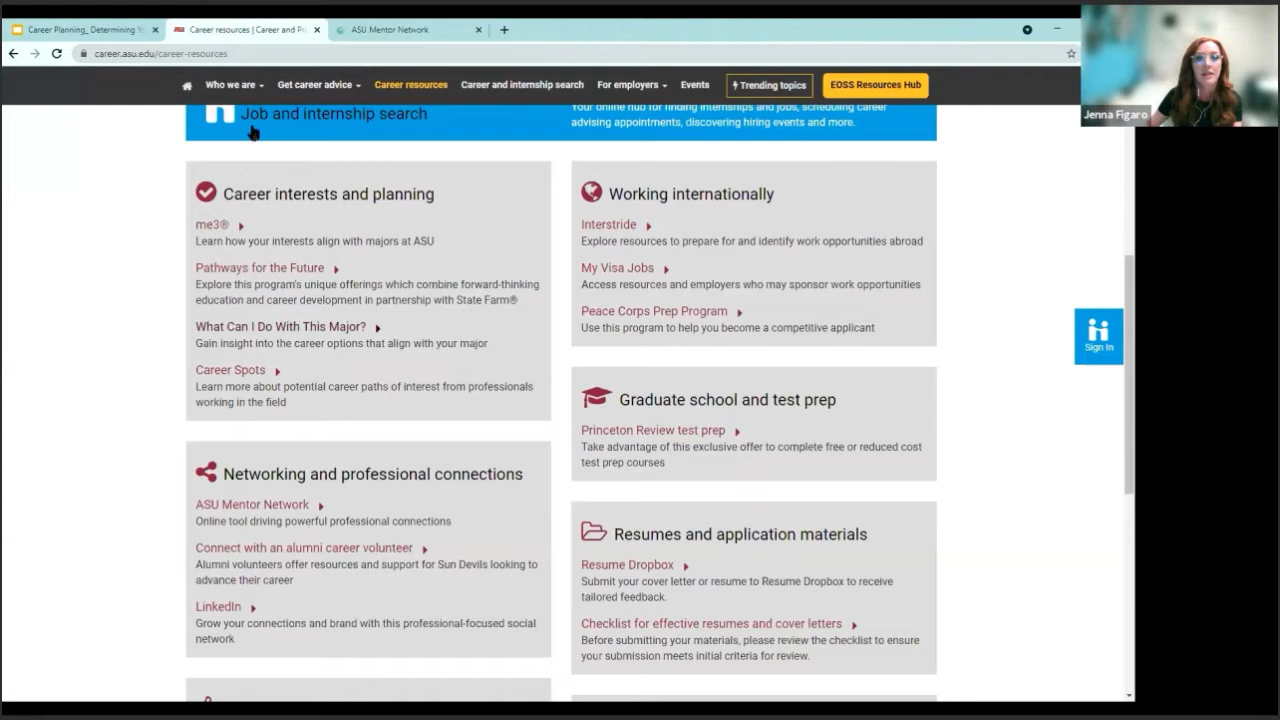 Career Planning_ Determining Yo
Career resources | Career and Pr
ASU Mentor Network
career.asu.edu/career-resources
Who we are
Get career advice
Career resources
Career and internship search
For employers
Events
Trending topics
EOSS Resources Hub
Jenna Figaro
Job and internship search
Your online hub for finding internships and jobs, scheduling career
advising appointments, discovering hiring events and more.
Career interests and planning
me3®
Learn how your interests align with majors at ASU
Pathways for the Future
Explore this program's unique offerings which combine forward-thinking
education and career development in partnership with State Farm®
What Can I Do With This Major?
Gain insight into the career options that align with your major
Career Spots
Learn more about potential career paths of interest from professionals
working in the field
Networking and professional connections
ASU Mentor Network
Online tool driving powerful professional connections
Connect with an alumni career volunteer
Alumni volunteers offer resources and support for Sun Devils looking to
advance their career
LinkedIn
Grow your connections and brand with this professional-focused social
network
Working internationally
Interstride
Explore resources to prepare for and identify work opportunities abroad
My Visa Jobs
Access resources and employers who may sponsor work opportunities
Peace Corps Prep Program
Use this program to help you become a competitive applicant
Graduate school and test prep
Princeton Review test prep
Take advantage of this exclusive offer to complete free or reduced cost
test prep courses
Resumes and application materials
Resume Dropbox
Submit your cover letter or resume to Resume Dropbox to receive
tailored feedback.
Checklist for effective resumes and cover letters
Before submitting your materials, please review the checklist to ensure
your submission meets initial criteria for review.
Sign In